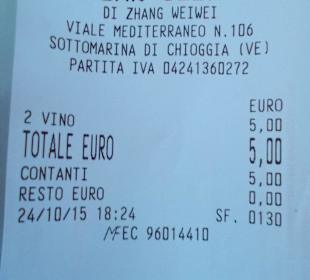 DI ZHANG WEIWEI
VIALE MEDITERRANEO N.106
SOTTOMARINA DI CHIOGGIA (VE)
PARTITA IVA 04241360272
EURO
2 VINO 5,00
TOTALE EURO 5,00
CONTANTI 5,00
RESTO EURO 0,00
24/10/15 18:24 SF. 0130
MFEC 96014410